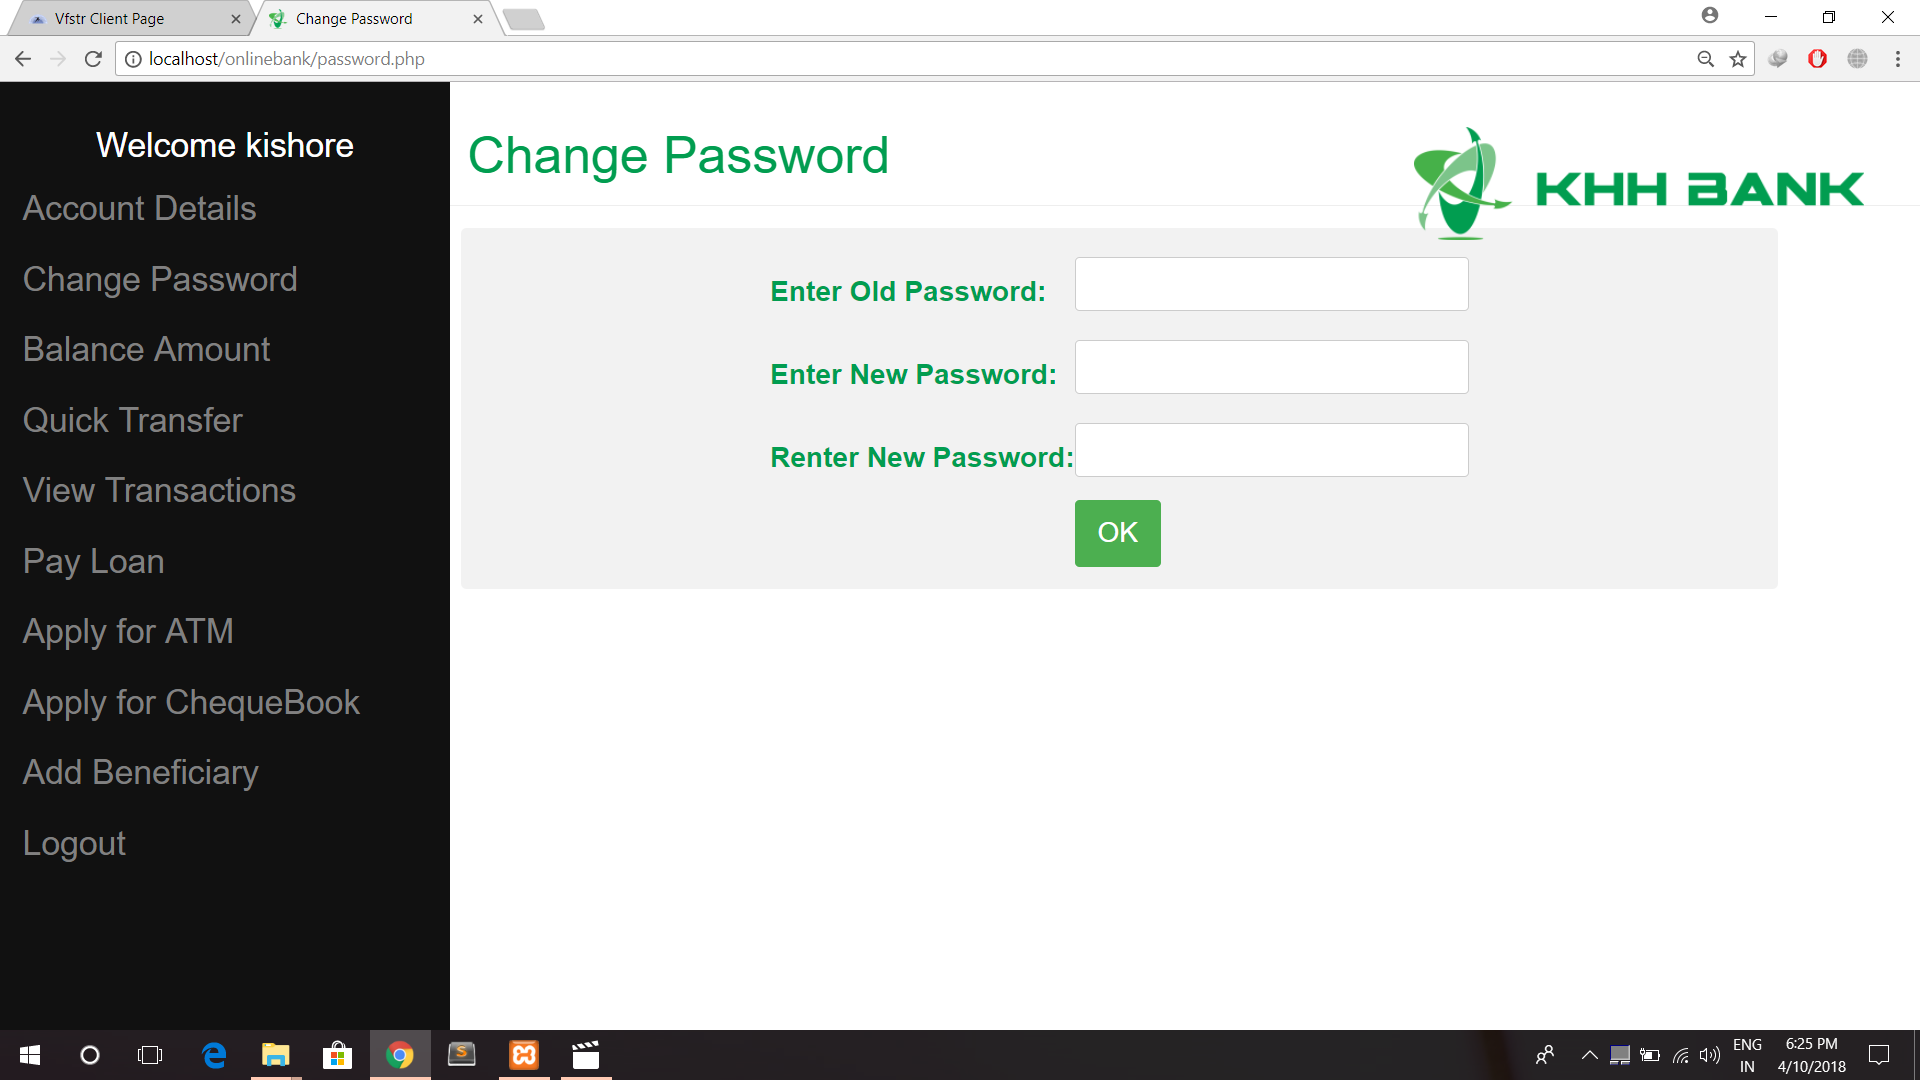 Vfstr Client Page
Change Password
localhost/onlinebank/password.php
Welcome kishore
Account Details
Change Password
Balance Amount
Quick Transfer
View Transactions
Pay Loan
Apply for ATM
Apply for ChequeBook
Add Beneficiary
Logout
Change Password
KHH BANK
Enter Old Password:
Enter New Password:
Renter New Password:
OK
S
ENG
IN
6:25 PM
4/10/2018